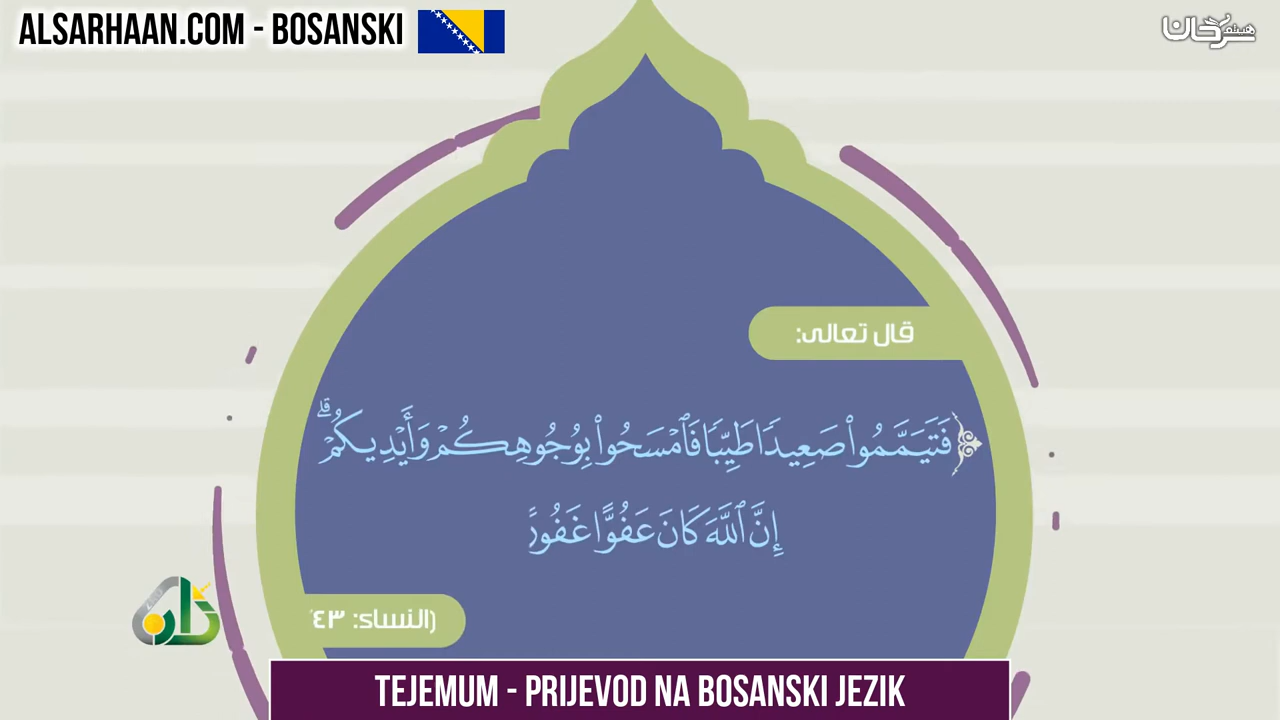 ALSARHAAN.COM - BOSANSKI
سرحان
قال تعالى:
﴿فَتَيَمَّمُوا۟ صَعِيدًا طَيِّبًا فَٱمْسَحُوا۟ بِوُجُوهِكُمْ وَأَيْدِيكُمْ ۗ
إِنَّ ٱللَّهَ كَانَ عَفُوًّا غَفُورً
(النساء: ٤٣
TEJEMUM - PRIJEVOD NA BOSANSKI JEZIK